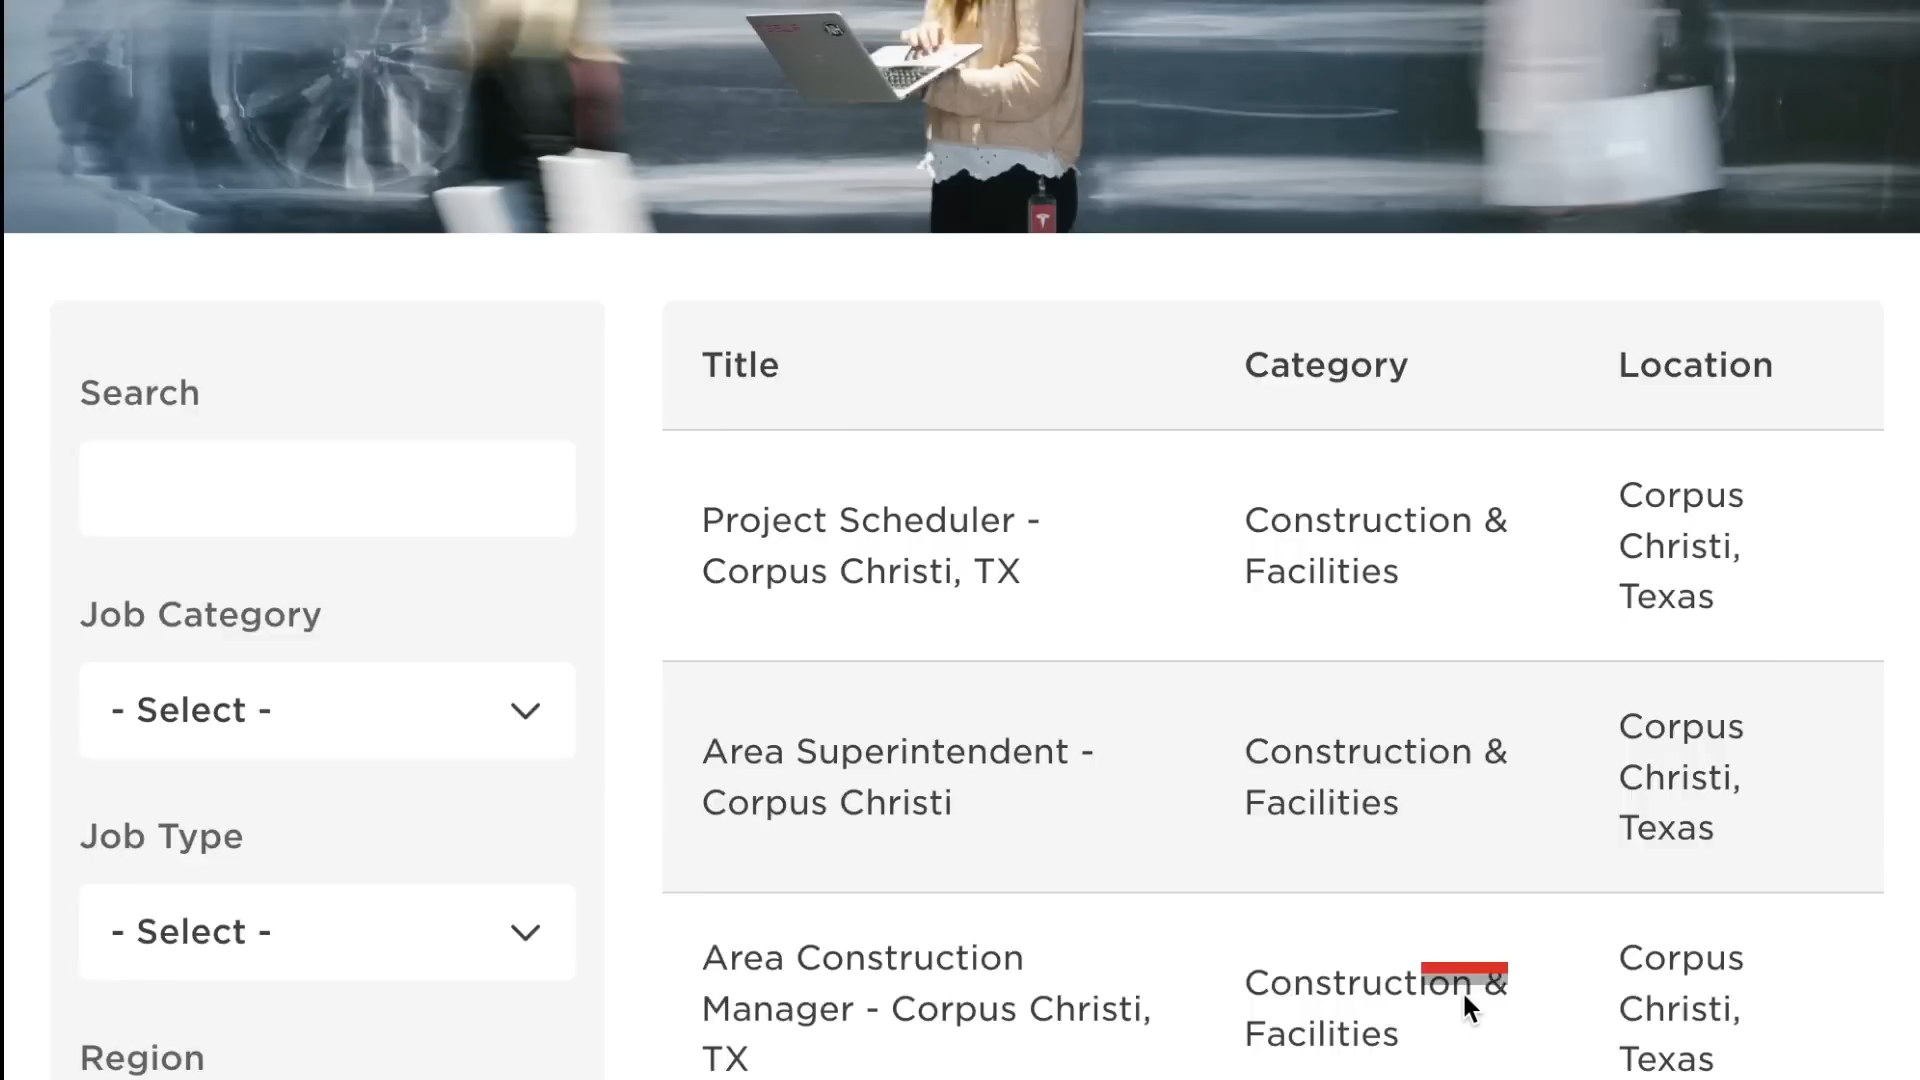 Search
Job Category
- Select -
Job Type
- Select -
Region
Title Category Location
Project Scheduler -
Corpus Christi, TX
Construction &
Facilities
Corpus
Christi,
Texas
Area Superintendent -
Corpus Christi
Construction &
Facilities
Corpus
Christi,
Texas
Area Construction
Manager - Corpus Christi,
TX
Construction &
Facilities
Corpus
Christi,
Texas